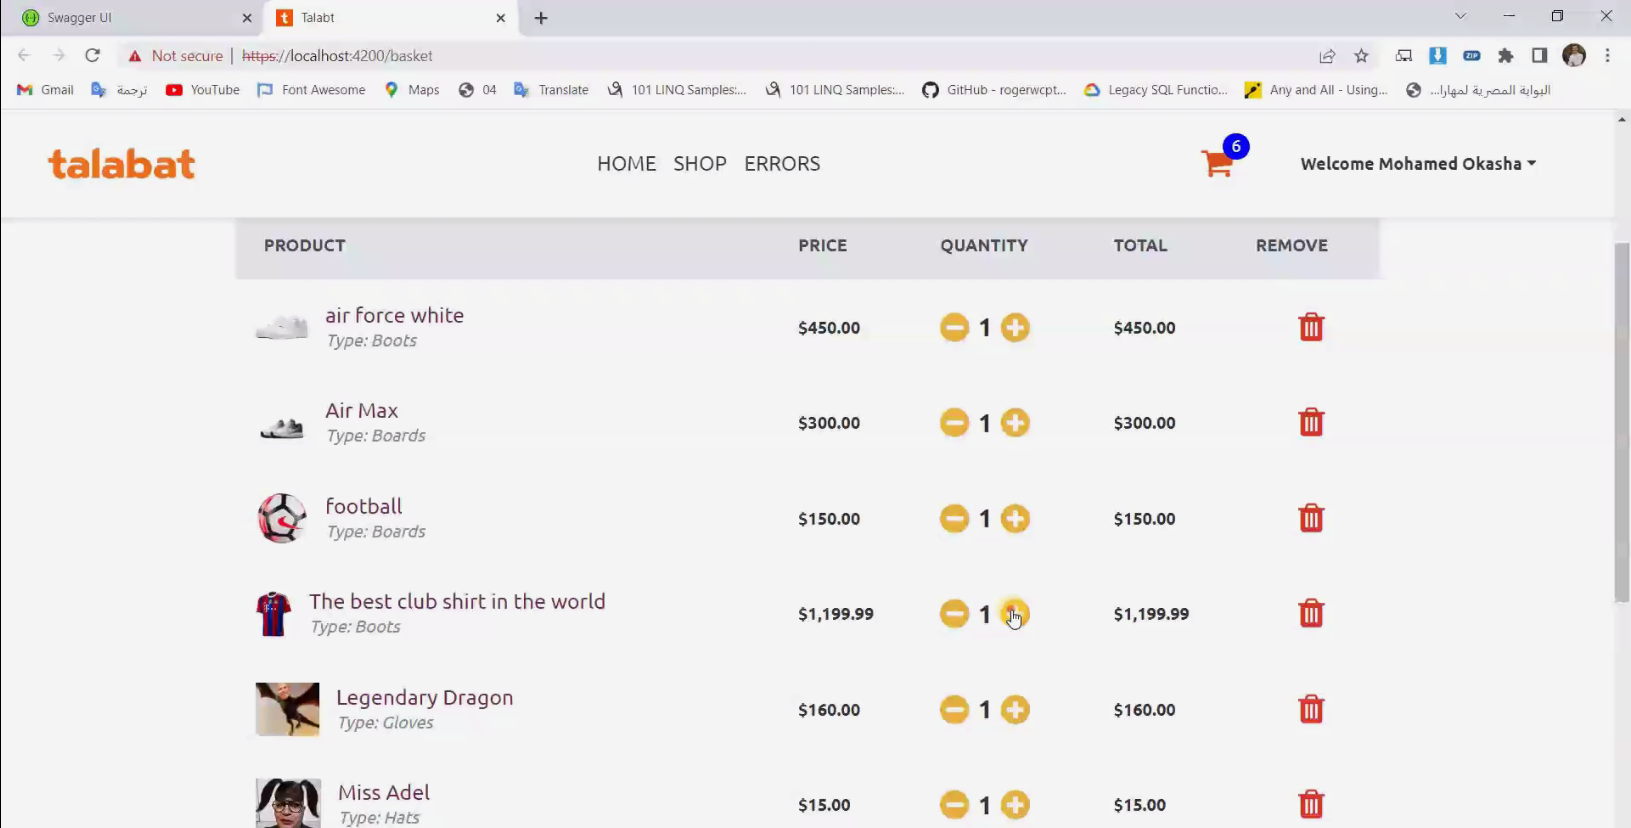 Swagger UI
Talabt
Not secure | https://localhost:4200/basket
Gmail ترجمة YouTube Font Awesome Maps 04 Translate 101 LINQ Samples:... 101 LINQ Samples:... GitHub - rogerwcpt... Legacy SQL Functio... Any and All - Using... البوابة المصرية لمهارا...
talabat HOME SHOP ERRORS 6 Welcome Mohamed Okasha
PRODUCT PRICE QUANTITY TOTAL REMOVE
air force white
Type: Boots
$450.00 1 $450.00
Air Max
Type: Boards
$300.00 1 $300.00
football
Type: Boards
$150.00 1 $150.00
The best club shirt in the world
Type: Boots
$1,199.99 1 $1,199.99
Legendary Dragon
Type: Gloves
$160.00 1 $160.00
Miss Adel
Type: Hats
$15.00 1 $15.00